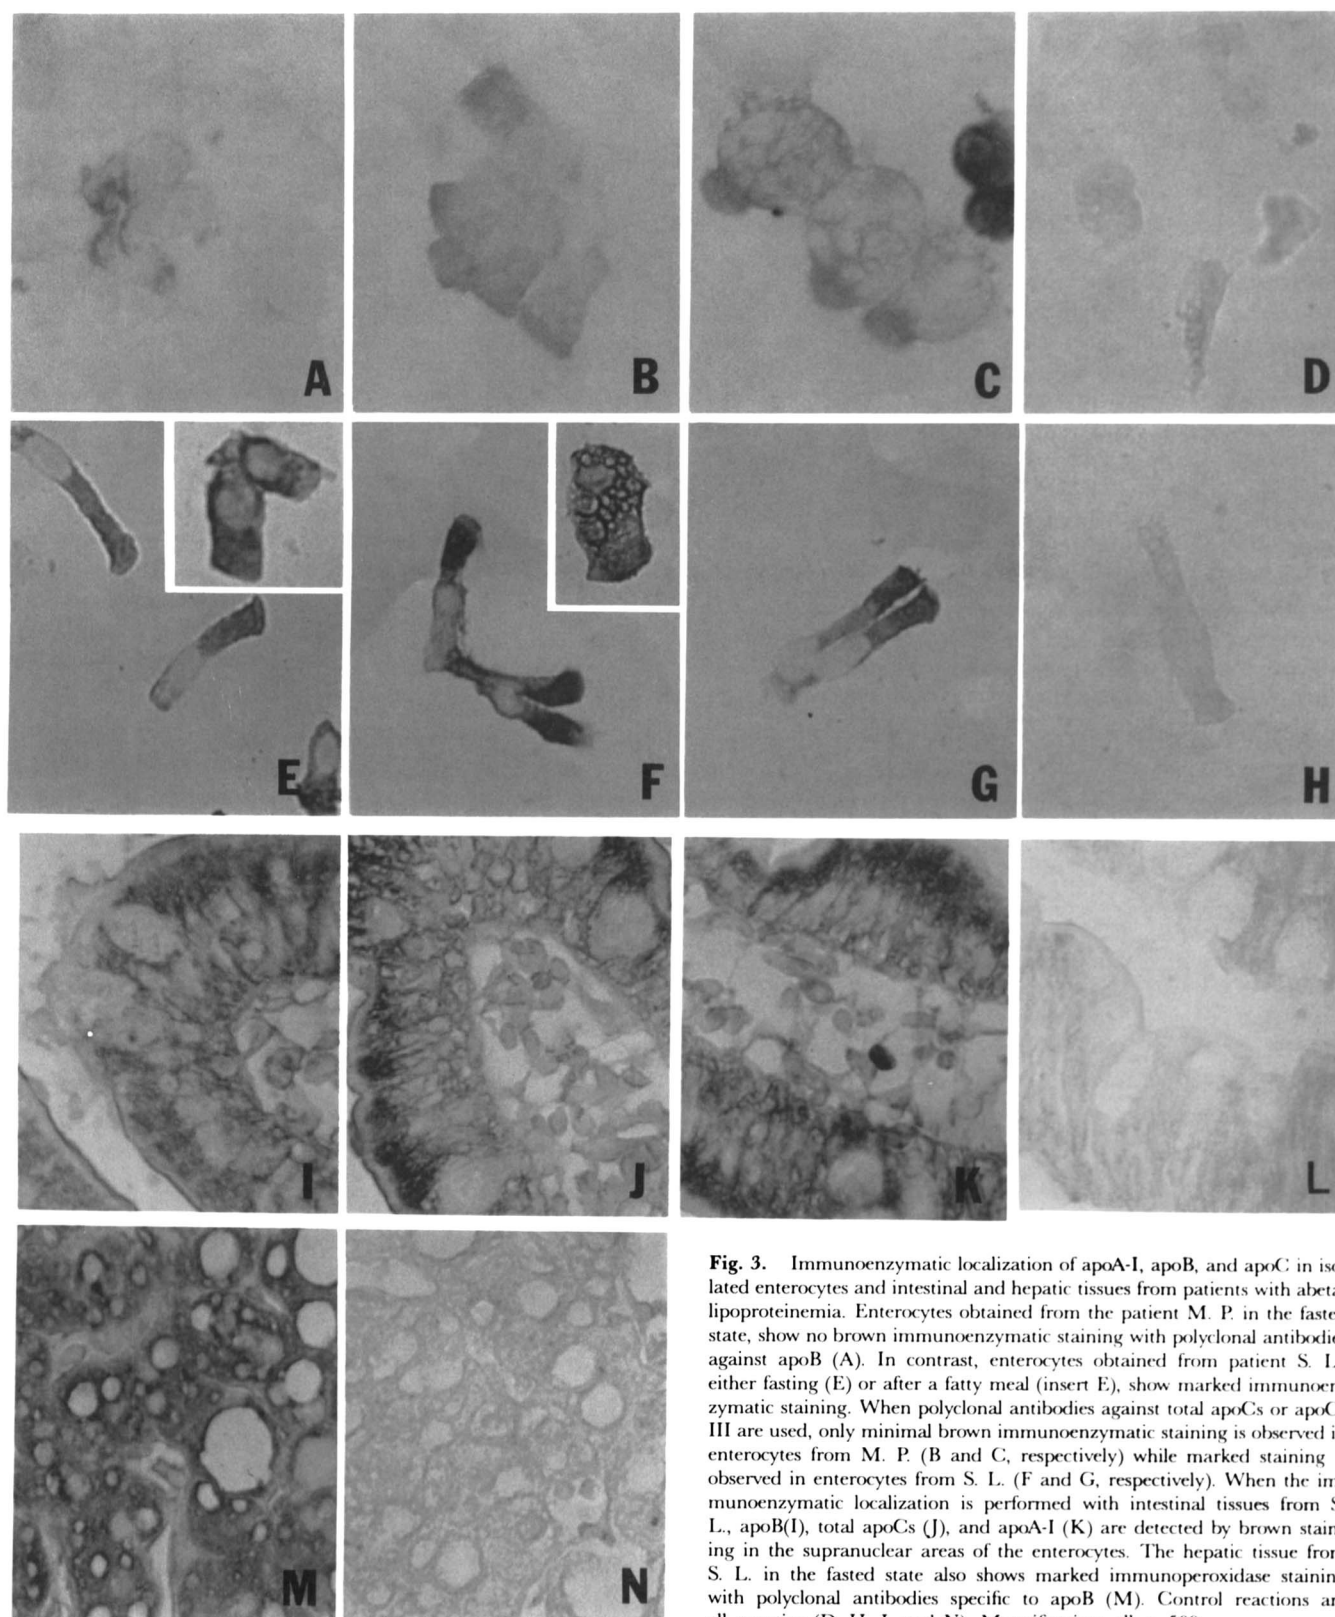 A
B
C
D
E
F
G
H
I
J
K
L
M
N
Fig. 3. Immunoenzymatic localization of apoA-I, apoB, and apoC in iso
lated enterocytes and intestinal and hepatic tissues from patients with abeta
lipoproteinemia. Enterocytes obtained from the patient M. P. in the faste
state, show no brown immunoenzymatic staining with polyclonal antibodie
against apoB (A). In contrast, enterocytes obtained from patient S. L
either fasting (E) or after a fatty meal (insert E), show marked immunoen
zymatic staining. When polyclonal antibodies against total apoCs or apoC
III are used, only minimal brown immunoenzymatic staining is observed i
enterocytes from M. P. (B and C, respectively) while marked staining
observed in enterocytes from S. L. (F and G, respectively). When the im
munoenzymatic localization is performed with intestinal tissues from S
L., apoB(I), total apoCs (J), and apoA-I (K) are detected by brown stain
ing in the supranuclear areas of the enterocytes. The hepatic tissue from
S. L. in the fasted state also shows marked immunoperoxidase stainin
with polyclonal antibodies specific to apoB (M). Control reactions ar